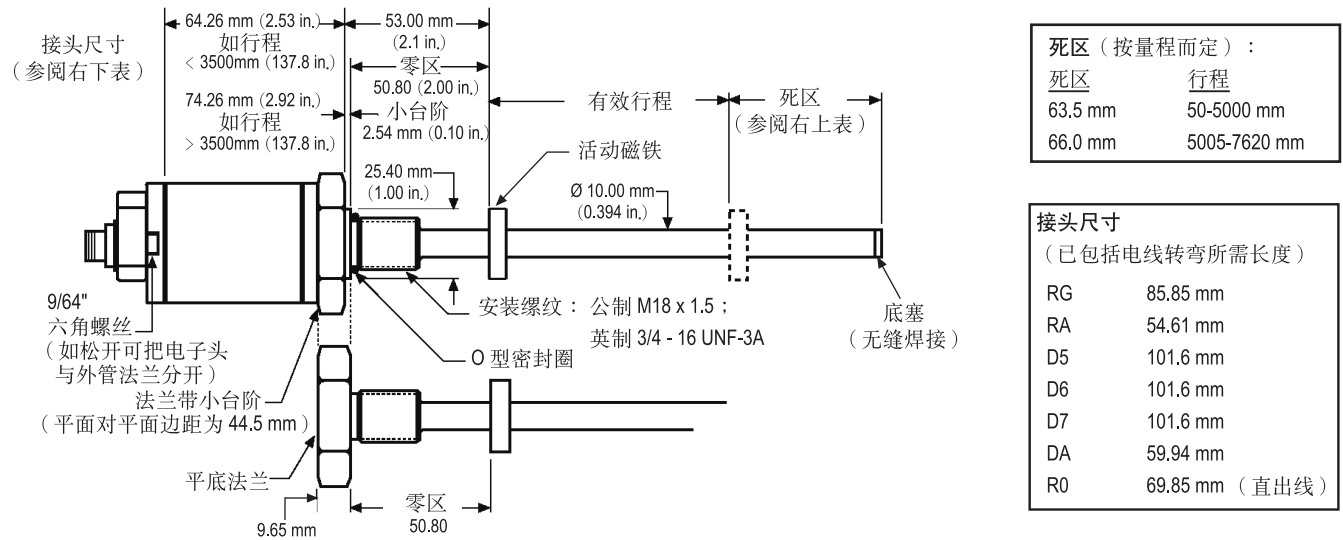 接头尺寸
（参阅右下表）
64.26 mm (2.53 in.)
如行程
< 3500mm (137.8 in.)
74.26 mm (2.92 in.)
如行程
> 3500mm (137.8 in.)
53.00 mm
(2.1 in.)
零区
50.80 (2.00 in.)
小台阶
2.54 mm (0.10 in.)
有效行程
死区
（参阅右上表）
活动磁铁
25.40 mm
(1.00 in.)
Ø 10.00 mm
(0.394 in.)
9/64"
六角螺丝
（如松开可把电子头
与外管法兰分开）
安装缧纹： 公制 M18 x 1.5；
英制 3/4 - 16 UNF-3A
底塞
（无缝焊接）
O 型密封圈
法兰带小台阶
（平面对平面边距为 44.5 mm）
平底法兰
9.65 mm
零区
50.80
死区（按量程而定）：
死区 行程
63.5 mm 50-5000 mm
66.0 mm 5005-7620 mm
接头尺寸
（已包括电线转弯所需长度）
RG 85.85 mm
RA 54.61 mm
D5 101.6 mm
D6 101.6 mm
D7 101.6 mm
DA 59.94 mm
R0 69.85 mm （直出线）